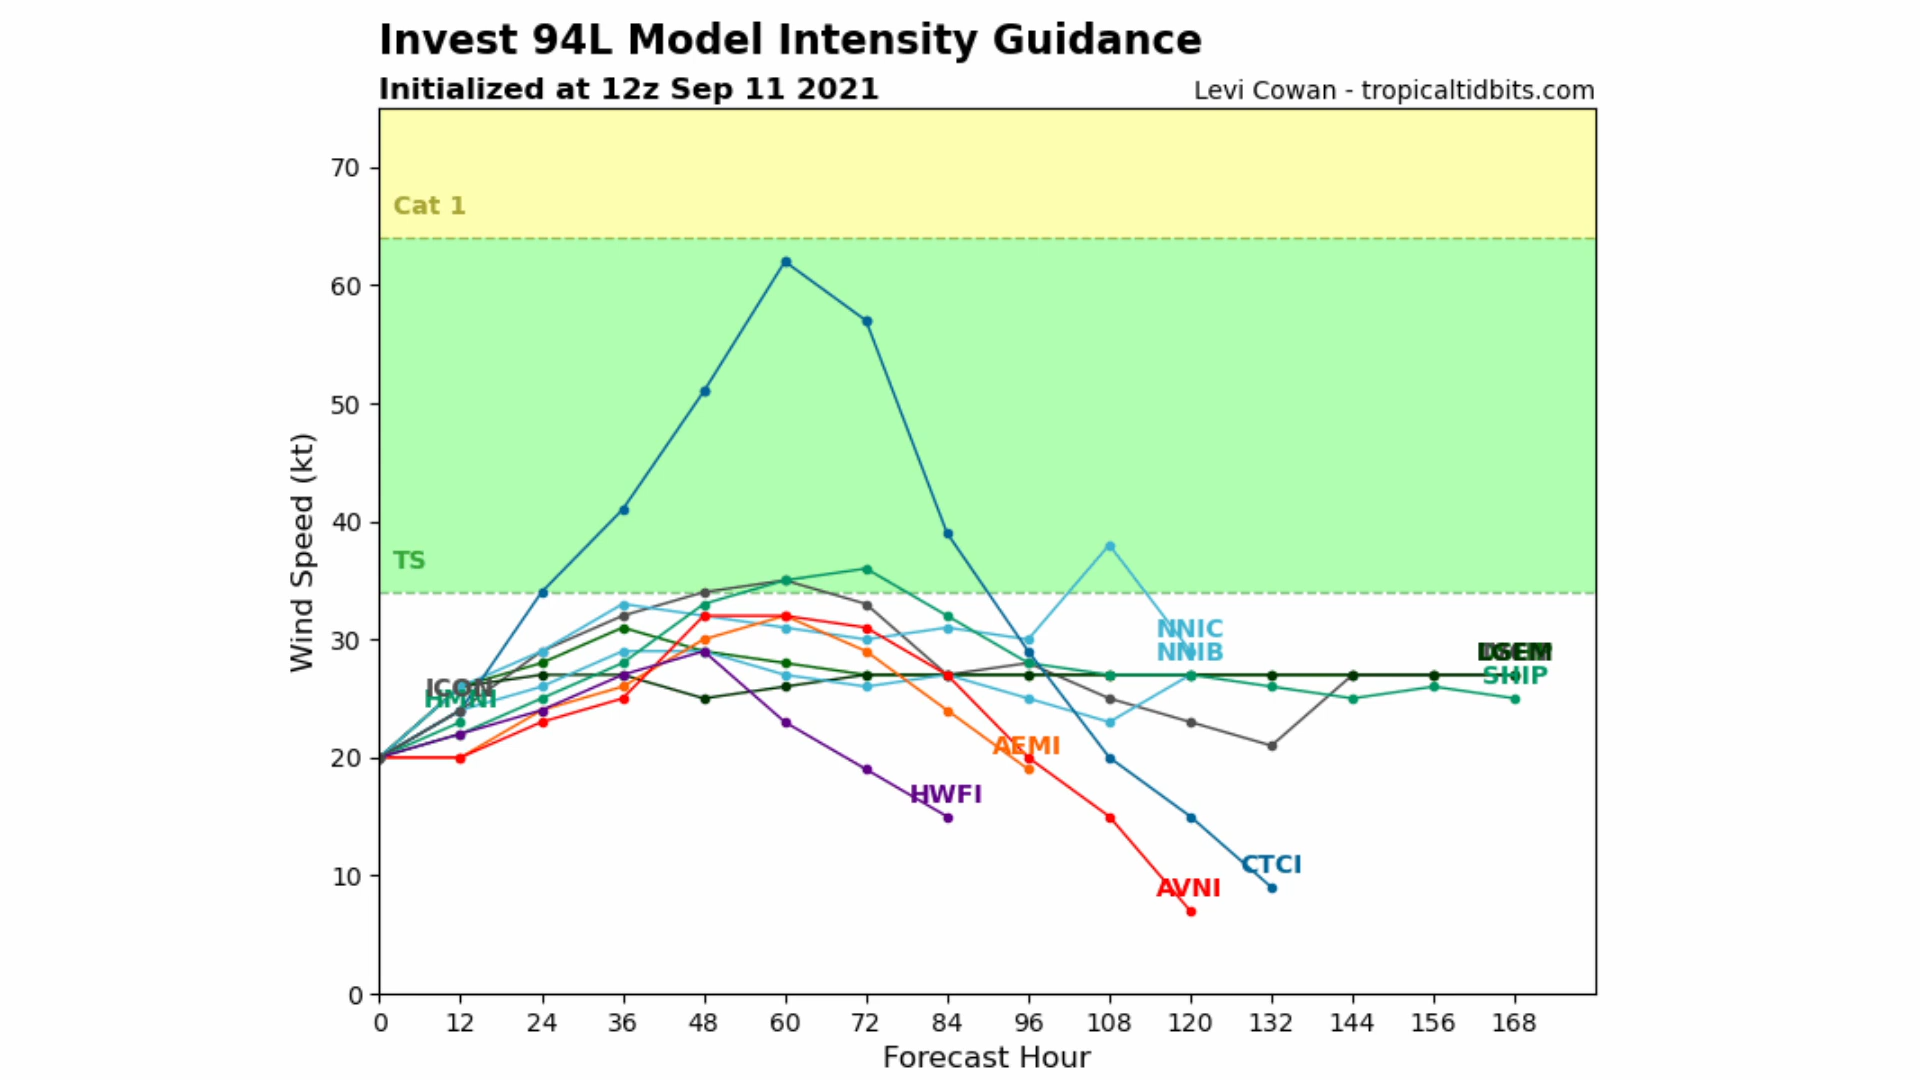 Invest 94L Model Intensity Guidance
Initialized at 12z Sep 11 2021
Levi Cowan - tropicaltidbits.com
70
Cat 1
60
50
Wind Speed (kt)
40
TS
30
NNIC
NNIB
SHIP
ICON
HMNI
20
AEMI
HWFI
10
CTCI
AVNI
0
0 12 24 36 48 60 72 84 96 108 120 132 144 156 168
Forecast Hour